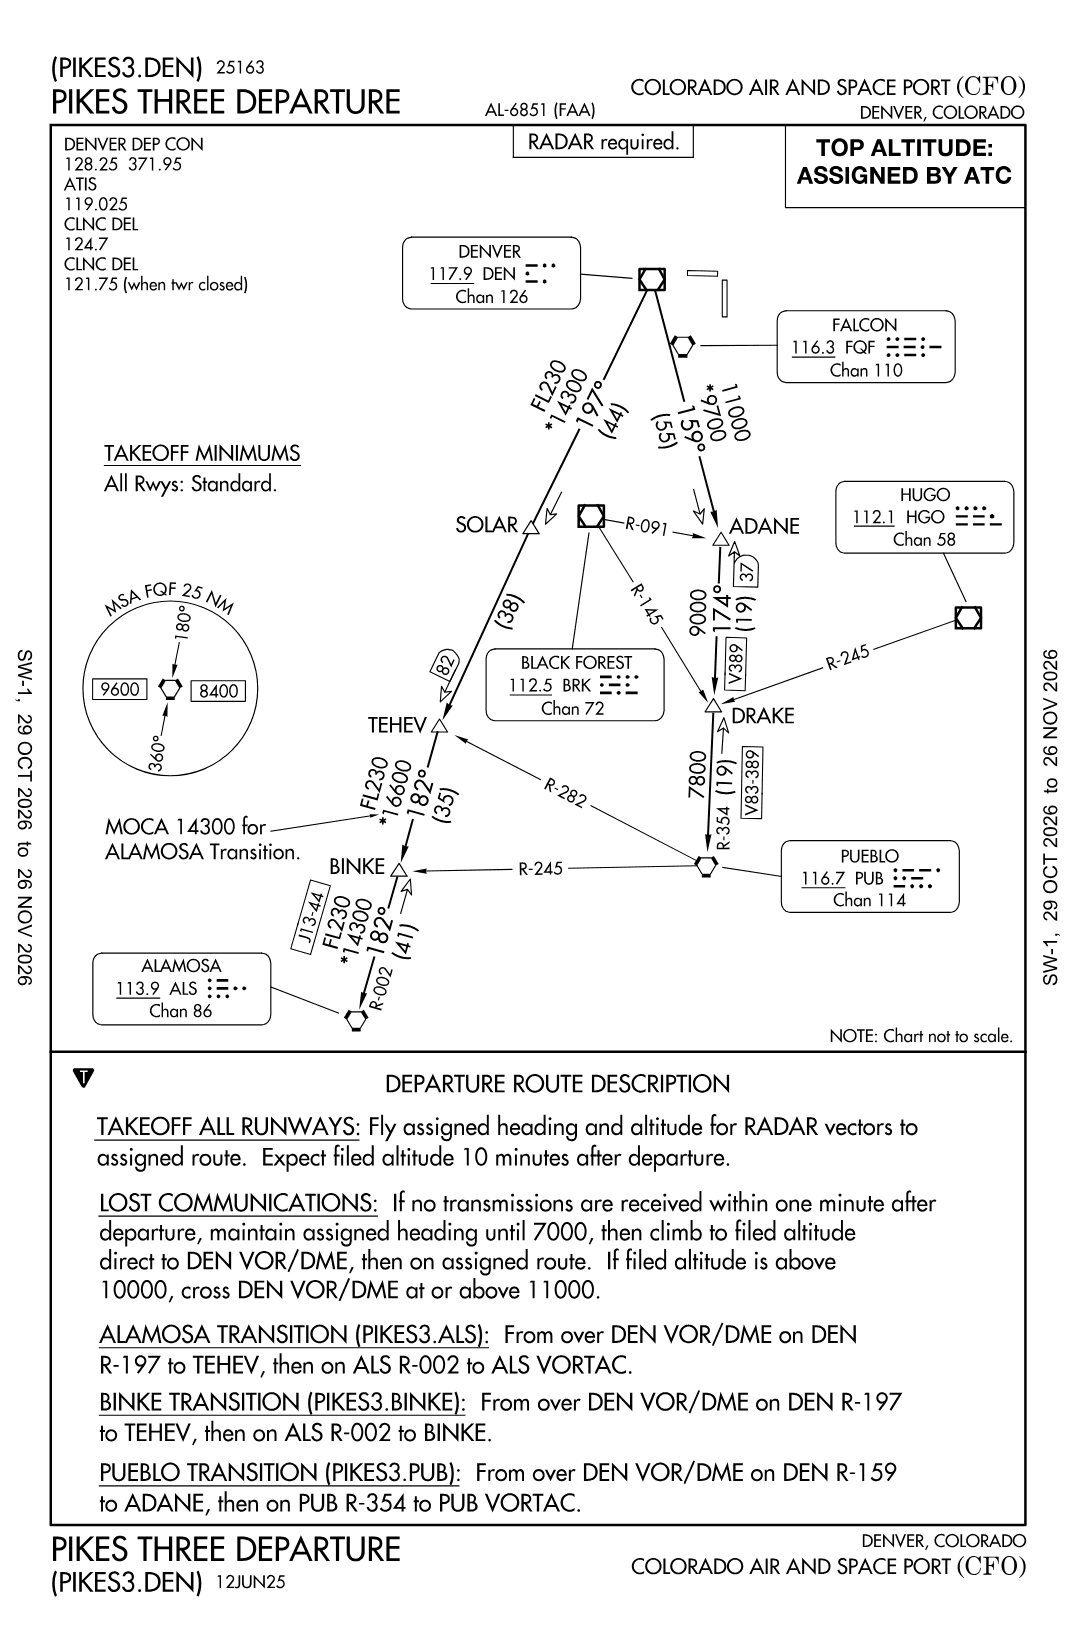 (PIKES3.DEN) 25163
PIKES THREE DEPARTURE
AL-6851 (FAA)
COLORADO AIR AND SPACE PORT (CFO)
DENVER, COLORADO
DENVER DEP CON
128.25 371.95
ATIS
119.025
CLNC DEL
124.7
CLNC DEL
121.75 (when twr closed)
RADAR required.
TOP ALTITUDE:
ASSIGNED BY ATC
DENVER
117.9 DEN
Chan 126
FALCON
116.3 FQF
Chan 110
FL230
*14300
197°
(44)
11000
*9700
159°
(55)
TAKEOFF MINIMUMS
All Rwys: Standard.
HUGO
112.1 HGO
Chan 58
SOLAR
R-091
ADANE
37
9000
174°
(19)
R-145
(38)
MSA FQF 25 NM
180°
9600
8400
360°
82
BLACK FOREST
112.5 BRK
Chan 72
V389
R-245
TEHEV
DRAKE
FL230
*16600
182°
(35)
R-282
7800
(19)
R-354
V83-389
MOCA 14300 for
ALAMOSA Transition.
BINKE
R-245
PUEBLO
116.7 PUB
Chan 114
J13-44
FL230
*14300
182°
(41)
R-002
ALAMOSA
113.9 ALS
Chan 86
NOTE: Chart not to scale.
SW-1, 29 OCT 2026 to 26 NOV 2026
SW-1, 29 OCT 2026 to 26 NOV 2026
T
DEPARTURE ROUTE DESCRIPTION
TAKEOFF ALL RUNWAYS: Fly assigned heading and altitude for RADAR vectors to
assigned route. Expect filed altitude 10 minutes after departure.
LOST COMMUNICATIONS: If no transmissions are received within one minute after
departure, maintain assigned heading until 7000, then climb to filed altitude
direct to DEN VOR/DME, then on assigned route. If filed altitude is above
10000, cross DEN VOR/DME at or above 11000.
ALAMOSA TRANSITION (PIKES3.ALS): From over DEN VOR/DME on DEN
R-197 to TEHEV, then on ALS R-002 to ALS VORTAC.
BINKE TRANSITION (PIKES3.BINKE): From over DEN VOR/DME on DEN R-197
to TEHEV, then on ALS R-002 to BINKE.
PUEBLO TRANSITION (PIKES3.PUB): From over DEN VOR/DME on DEN R-159
to ADANE, then on PUB R-354 to PUB VORTAC.
PIKES THREE DEPARTURE
(PIKES3.DEN) 12JUN25
DENVER, COLORADO
COLORADO AIR AND SPACE PORT (CFO)